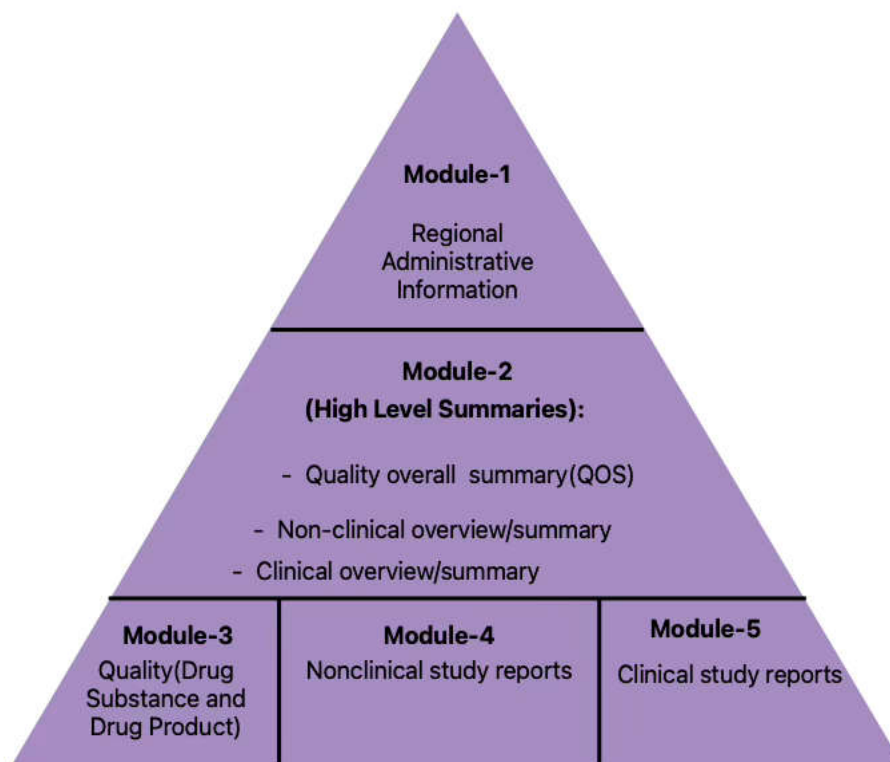 Module-1
Regional
Administrative
Information
Module-2
(High Level Summaries):
- Quality overall summary(QOS)
- Non-clinical overview/summary
- Clinical overview/summary
Module-3
Quality(Drug
Substance and
Drug Product)
Module-4
Nonclinical study reports
Module-5
Clinical study reports